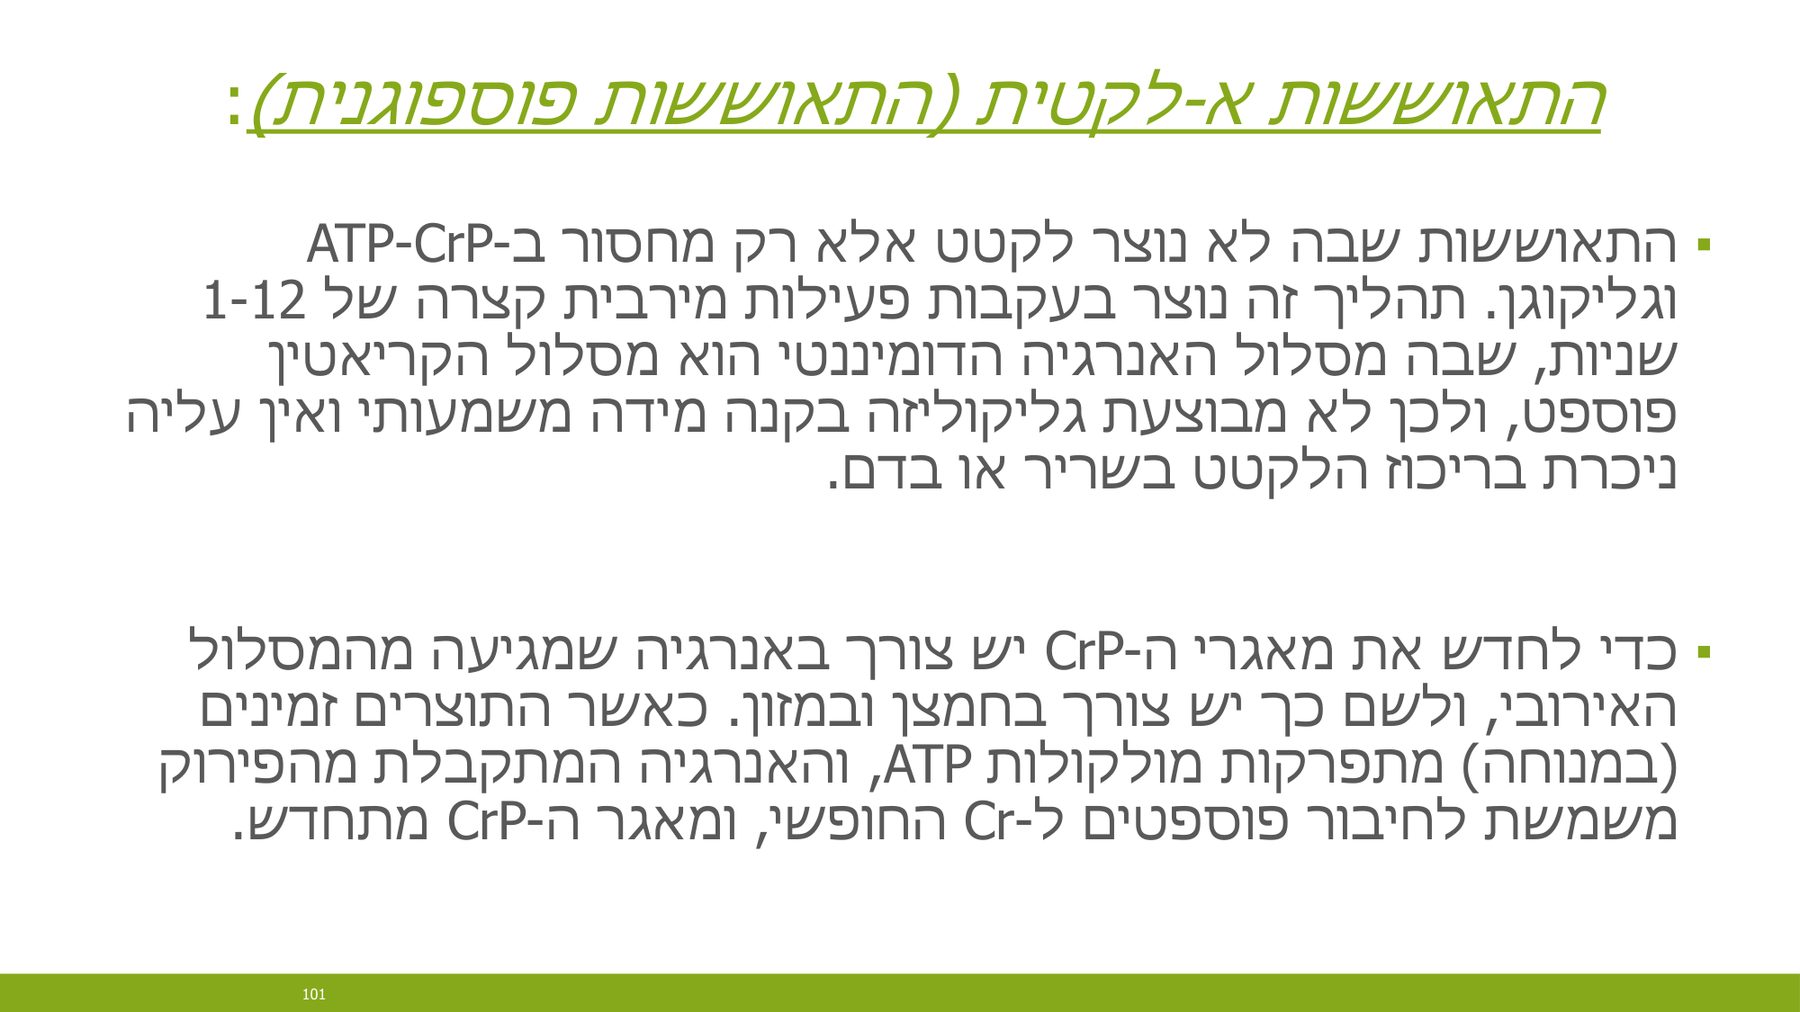 התאוששות א-לקטית (התאוששות פוספוגנית):
התאוששות שבה לא נוצר לקטט אלא רק מחסור ב-ATP-CrP
וגליקוגן. תהליך זה נוצר בעקבות פעילות מירבית קצרה של 1-12
שניות, שבה מסלול האנרגיה הדומיננטי הוא מסלול הקריאטין
פוספט, ולכן לא מבוצעת גליקוליזה בקנה מידה משמעותי ואין עליה
ניכרת בריכוז הלקטט בשריר או בדם.
כדי לחדש את מאגרי ה-CrP יש צורך באנרגיה שמגיעה מהמסלול
האירובי, ולשם כך יש צורך בחמצן ובמזון. כאשר התוצרים זמינים
(במנוחה) מתפרקות מולקולות ATP, והאנרגיה המתקבלת מהפירוק
משמשת לחיבור פוספטים ל-Cr החופשי, ומאגר ה-CrP מתחדש.
101